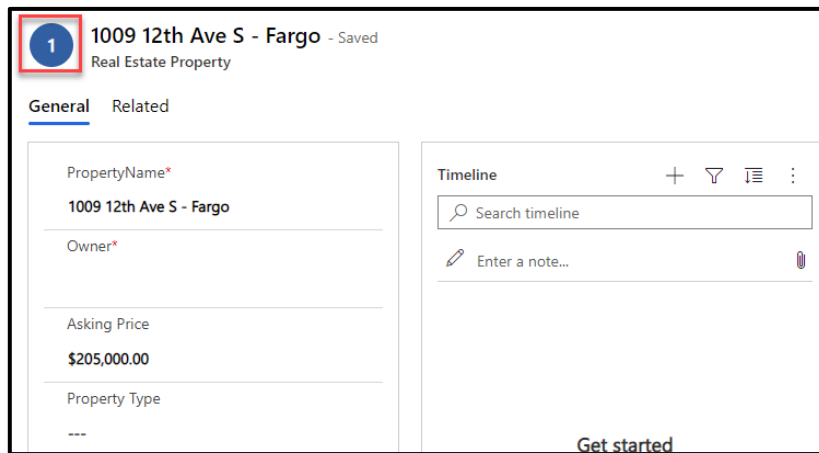 1
1009 12th Ave S - Fargo - Saved
Real Estate Property
General Related
PropertyName*
1009 12th Ave S - Fargo
Owner*
Asking Price
$205,000.00
Property Type
---
Timeline
Search timeline
Enter a note...
Get started